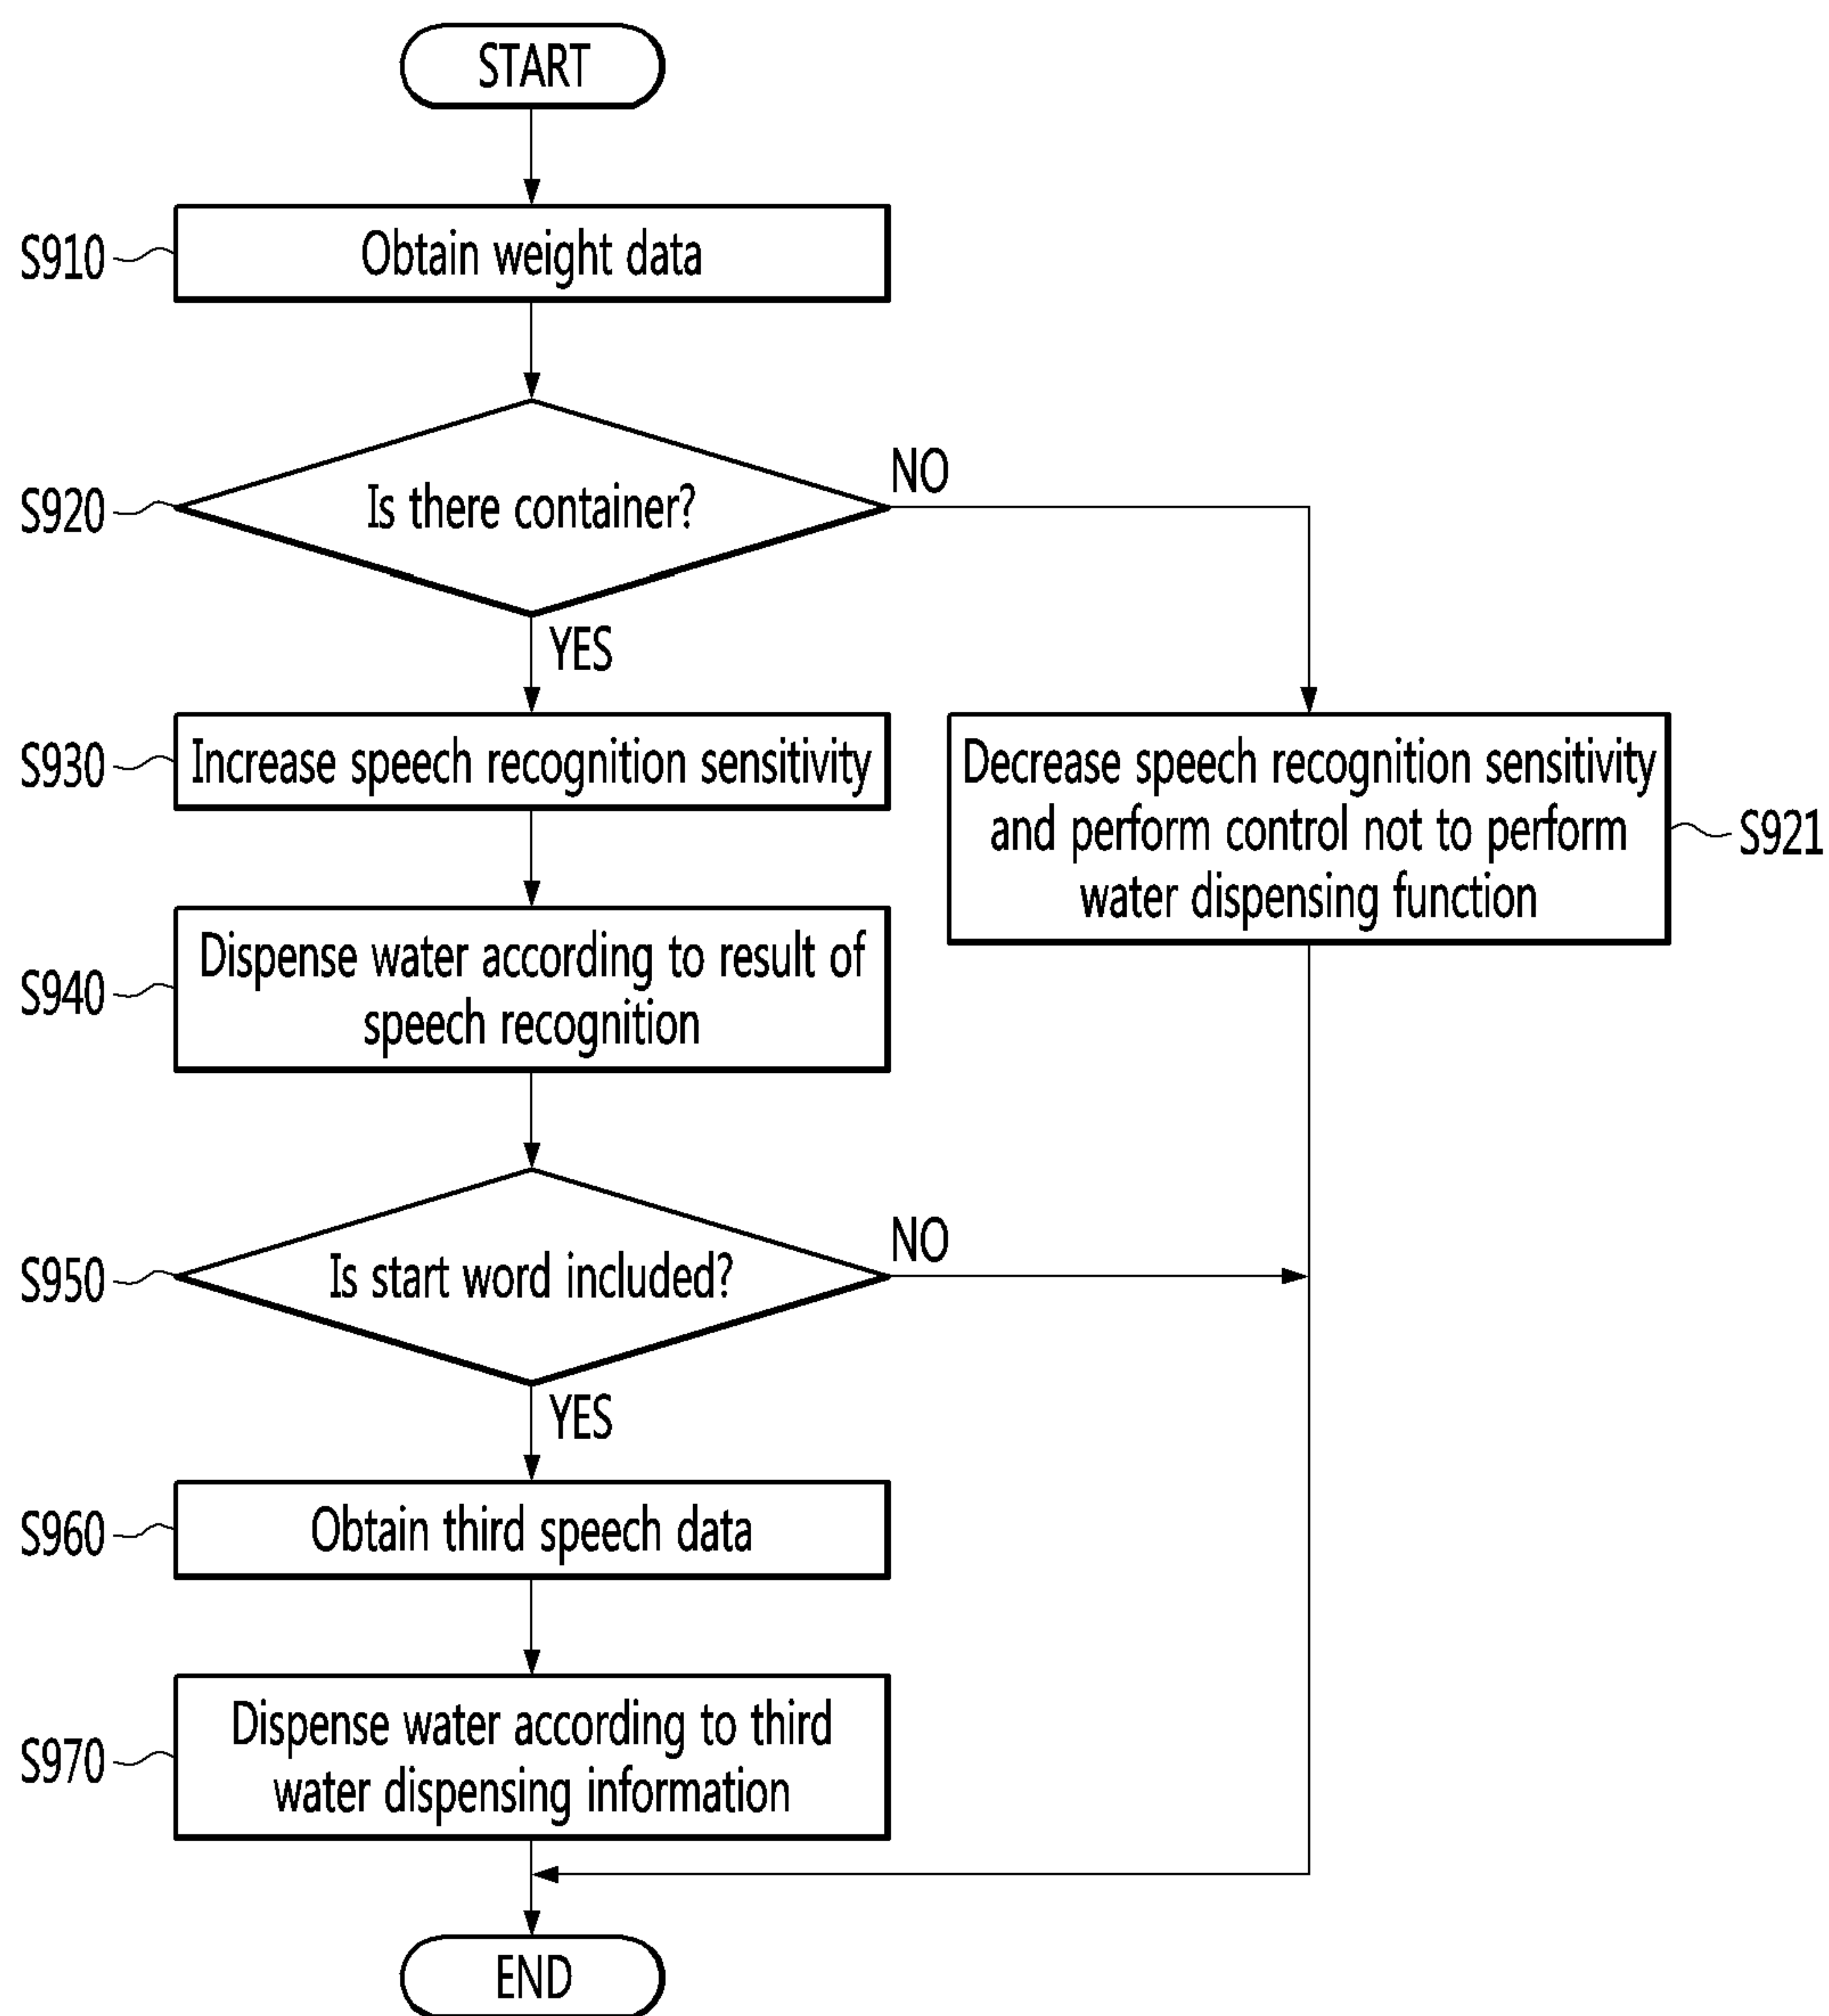 START
S910
Obtain weight data
S920
Is there container?
NO
YES
S930
Increase speech recognition sensitivity
Decrease speech recognition sensitivity
and perform control not to perform
water dispensing function
S921
S940
Dispense water according to result of
speech recognition
S950
Is start word included?
NO
YES
S960
Obtain third speech data
S970
Dispense water according to third
water dispensing information
END